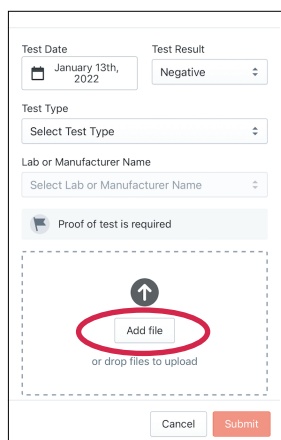 Test Date
Test Result
January 13th,
2022
Negative
Test Type
Select Test Type
Lab or Manufacturer Name
Select Lab or Manufacturer Name
Proof of test is required
Add file
or drop files to upload
Cancel
Submit